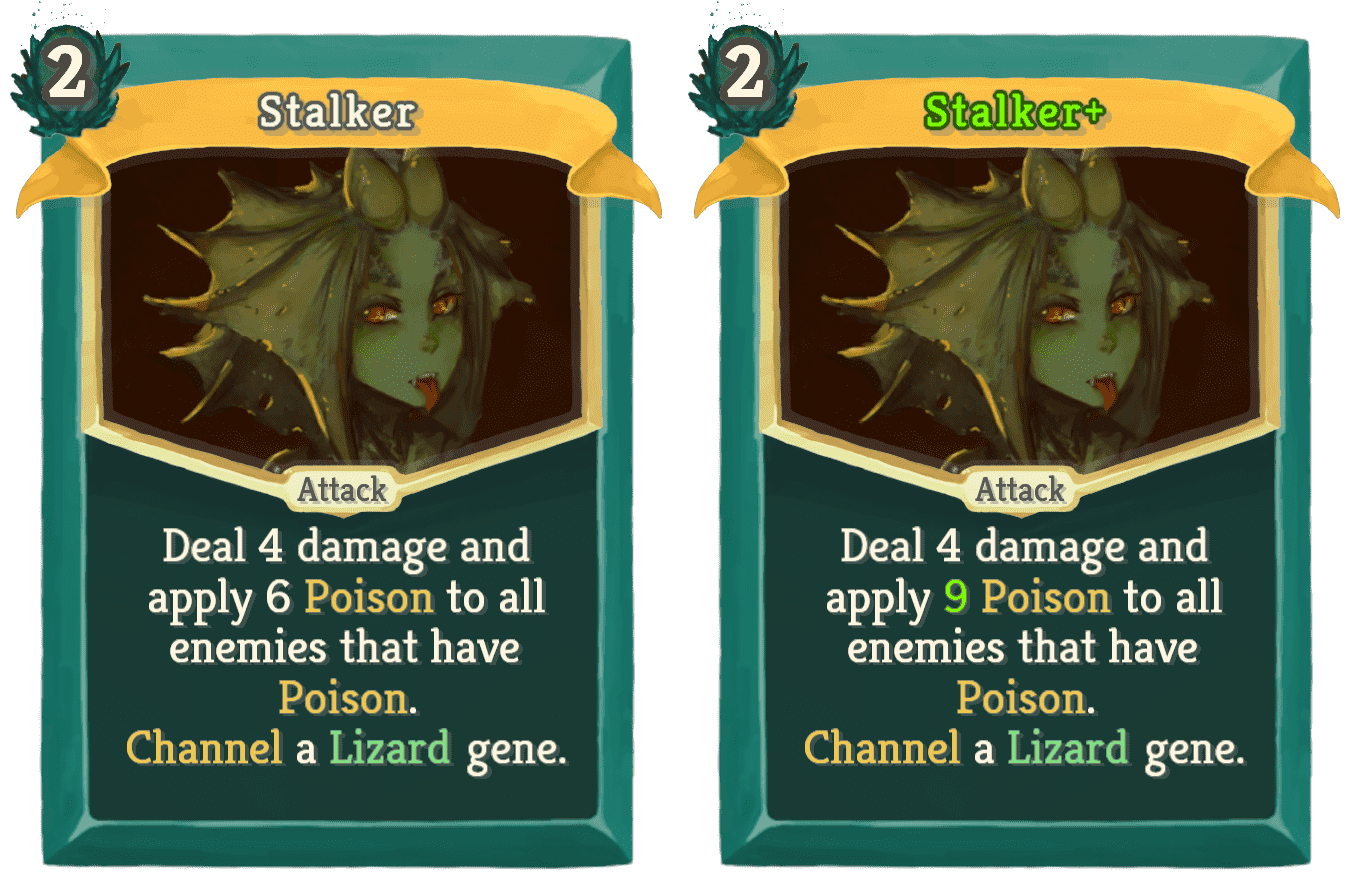 2
Stalker
Attack
Deal 4 damage and
apply 6 Poison to all
enemies that have
Poison.
Channel a Lizard gene.
2
Stalker+
Attack
Deal 4 damage and
apply 9 Poison to all
enemies that have
Poison.
Channel a Lizard gene.